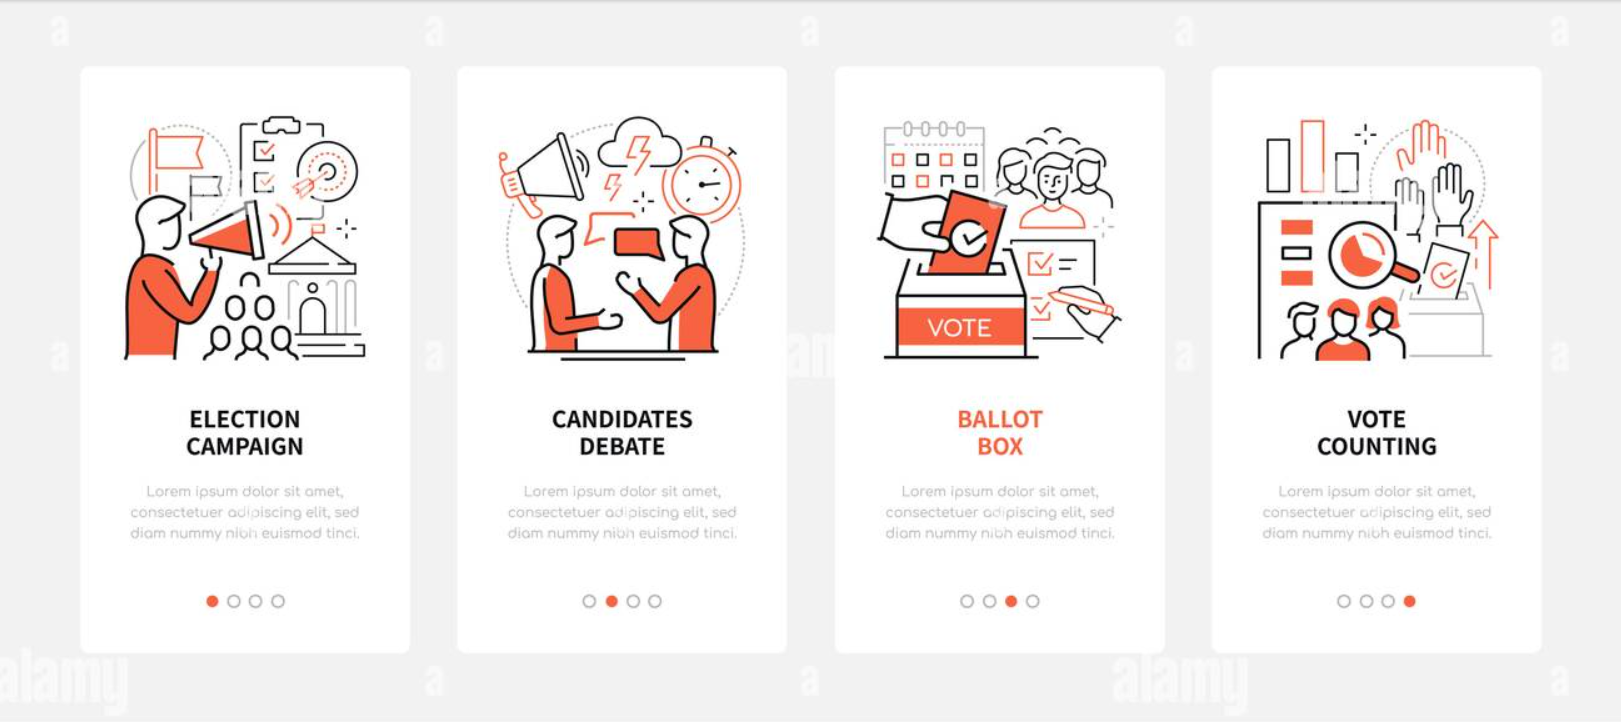 ELECTION
CAMPAIGN
Lorem ipsum dolor sit amet,
consectetuer adipiscing elit, sed
diam nummy nibh euismod tinci.
CANDIDATES
DEBATE
Lorem ipsum dolor sit amet,
consectetuer adipiscing elit, sed
diam nummy nibh euismod tinci.
VOTE
BALLOT
BOX
Lorem ipsum dolor sit amet,
consectetuer adipiscing elit, sed
diam nummy nibh euismod tinci.
VOTE
COUNTING
Lorem ipsum dolor sit amet,
consectetuer adipiscing elit, sed
diam nummy nibh euismod tinci.
a
a
a
a
a
a
a
a
a
a
a
alamy
alamy